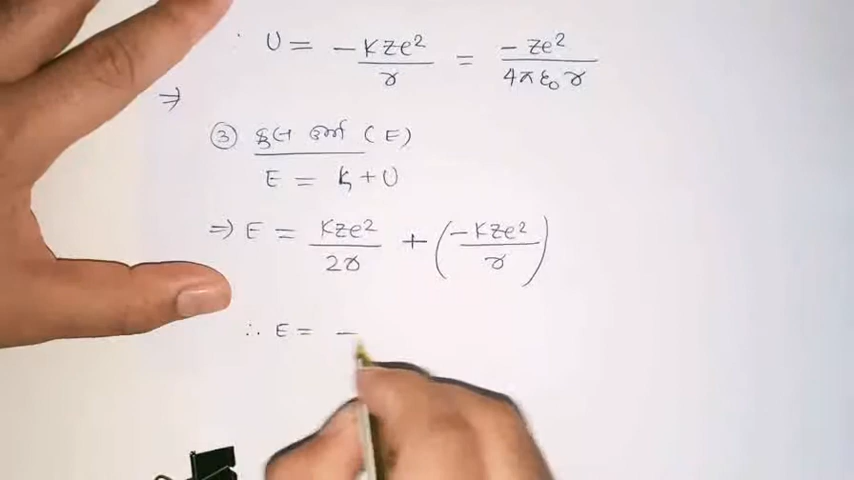 ∴ U = -KZe²/r = -Ze²/4πε₀r
⇒
③ કુલ ઊર્જા (E)
E = K + U
⇒ E = KZe²/2r + (-KZe²/r)
∴ E = -